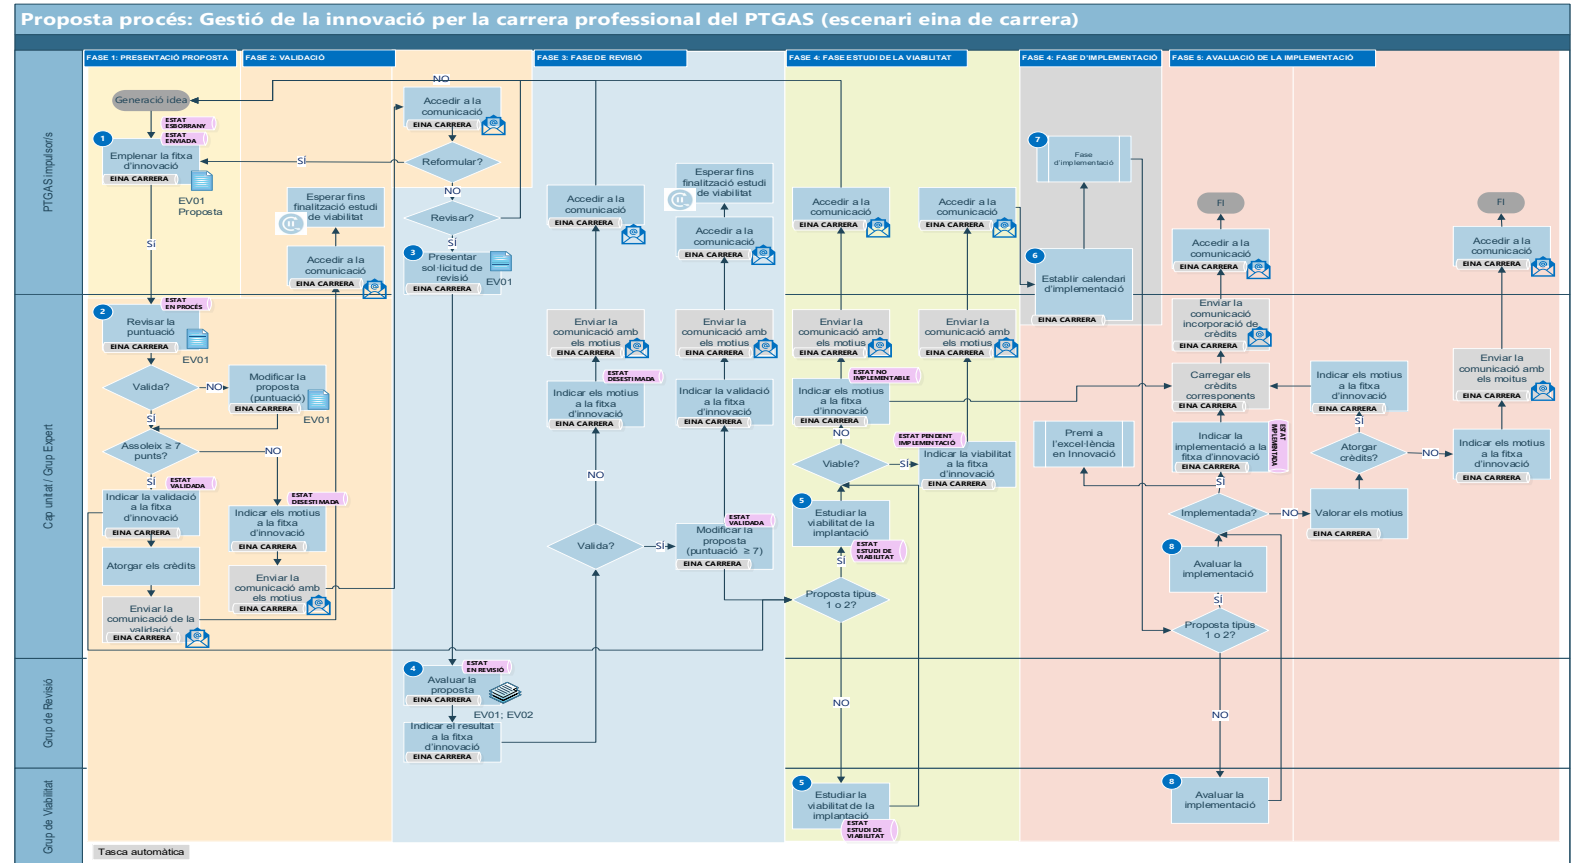 Proposta procés: Gestió de la innovació per la carrera professional del PTGAS (escenari eina de carrera)
FASE 1: PRESENTACIÓ PROPOSTA
FASE 2: VALIDACIÓ
FASE 3: FASE DE REVISIÓ
FASE 4: FASE ESTUDI DE LA VIABILITAT
FASE 4: FASE D'IMPLEMENTACIÓ
FASE 5: AVALUACIÓ DE LA IMPLEMENTACIÓ
PTGAS impulsor/s
Generació idea
ESTAT
ESBORRANY
ESTAT
ENVIADA
1
Emplenar la fitxa
d'innovació
EINA CARRERA
EV01
Proposta
SÍ
Esperar fins
finalització estudi
de viabilitat
Accedir a la
comunicació
EINA CARRERA
NO
Accedir a la
comunicació
EINA CARRERA
Reformular?
SÍ
NO
Revisar?
SÍ
3
Presentar
sol·licitud de
revisió
EINA CARRERA
EV01
Accedir a la
comunicació
EINA CARRERA
Esperar fins
finalització estudi
de viabilitat
Accedir a la
comunicació
EINA CARRERA
Accedir a la
comunicació
EINA CARRERA
Accedir a la
comunicació
EINA CARRERA
7
Fase
d'implementació
6
Establir calendari
d'implementació
EINA CARRERA
FI
Accedir a la
comunicació
EINA CARRERA
FI
Accedir a la
comunicació
EINA CARRERA
Cap unitat / Grup Expert
ESTAT
EN PROCÉS
2
Revisar la
puntuació
EINA CARRERA
EV01
Valida?
NO
Modificar la
proposta
(puntuació)
EINA CARRERA
EV01
SÍ
Assoleix ≥ 7
punts?
NO
SÍ
ESTAT
VALIDADA
Indicar la validació
a la fitxa
d'innovació
EINA CARRERA
Atorgar els crèdits
Enviar la
comunicació de la
validació
EINA CARRERA
ESTAT
DESESTIMADA
Indicar els motius
a la fitxa
d'innovació
EINA CARRERA
Enviar la
comunicació amb
els motius
EINA CARRERA
Enviar la
comunicació amb
els motius
EINA CARRERA
ESTAT
DESESTIMADA
Indicar els motius
a la fitxa
d'innovació
EINA CARRERA
NO
Valida?
SÍ
Enviar la
comunicació amb
els motius
EINA CARRERA
Indicar la validació
a la fitxa
d'innovació
EINA CARRERA
ESTAT
VALIDADA
Modificar la
proposta
(puntuació ≥ 7)
EINA CARRERA
Enviar la
comunicació amb
els motius
EINA CARRERA
ESTAT NO
IMPLEMENTABLE
Indicar els motius
a la fitxa
d'innovació
EINA CARRERA
NO
Viable?
SÍ
5
Estudiar la
viabilitat de la
implantació
ESTAT
ESTUDI DE
VIABILITAT
SÍ
Proposta tipus
1 o 2?
NO
Enviar la
comunicació amb
els motius
EINA CARRERA
ESTAT PENDENT
IMPLEMENTACIÓ
Indicar la viabilitat
a la fitxa
d'innovació
EINA CARRERA
Premi a
l'excel·lència
en Innovació
Enviar la
comunicació
incorporació de
crèdits
EINA CARRERA
Carregar els
crèdits
corresponents
EINA CARRERA
Indicar la
implementació a la
fitxa d'innovació
EINA CARRERA
ESTAT
IMPLEMENTADA
SÍ
Implementada?
NO
8
Avaluar la
implementació
SÍ
Proposta tipus
1 o 2?
NO
Indicar els motius
a la fitxa
d'innovació
EINA CARRERA
SÍ
Atorgar
crèdits?
NO
Valorar els motius
Enviar la
comunicació amb
els moitus
EINA CARRERA
Indicar els motius
a la fitxa
d'innovació
EINA CARRERA
Grup de Revisió
ESTAT
EN REVISIÓ
4
Avaluar la
proposta
EINA CARRERA
EV01; EV02
Indicar el resultat
a la fitxa
d'innovació
EINA CARRERA
Grup de Viabilitat
5
Estudiar la
viabilitat de la
implantació
ESTAT
ESTUDI DE
VIABILITAT
8
Avaluar la
implementació
Tasca automàtica